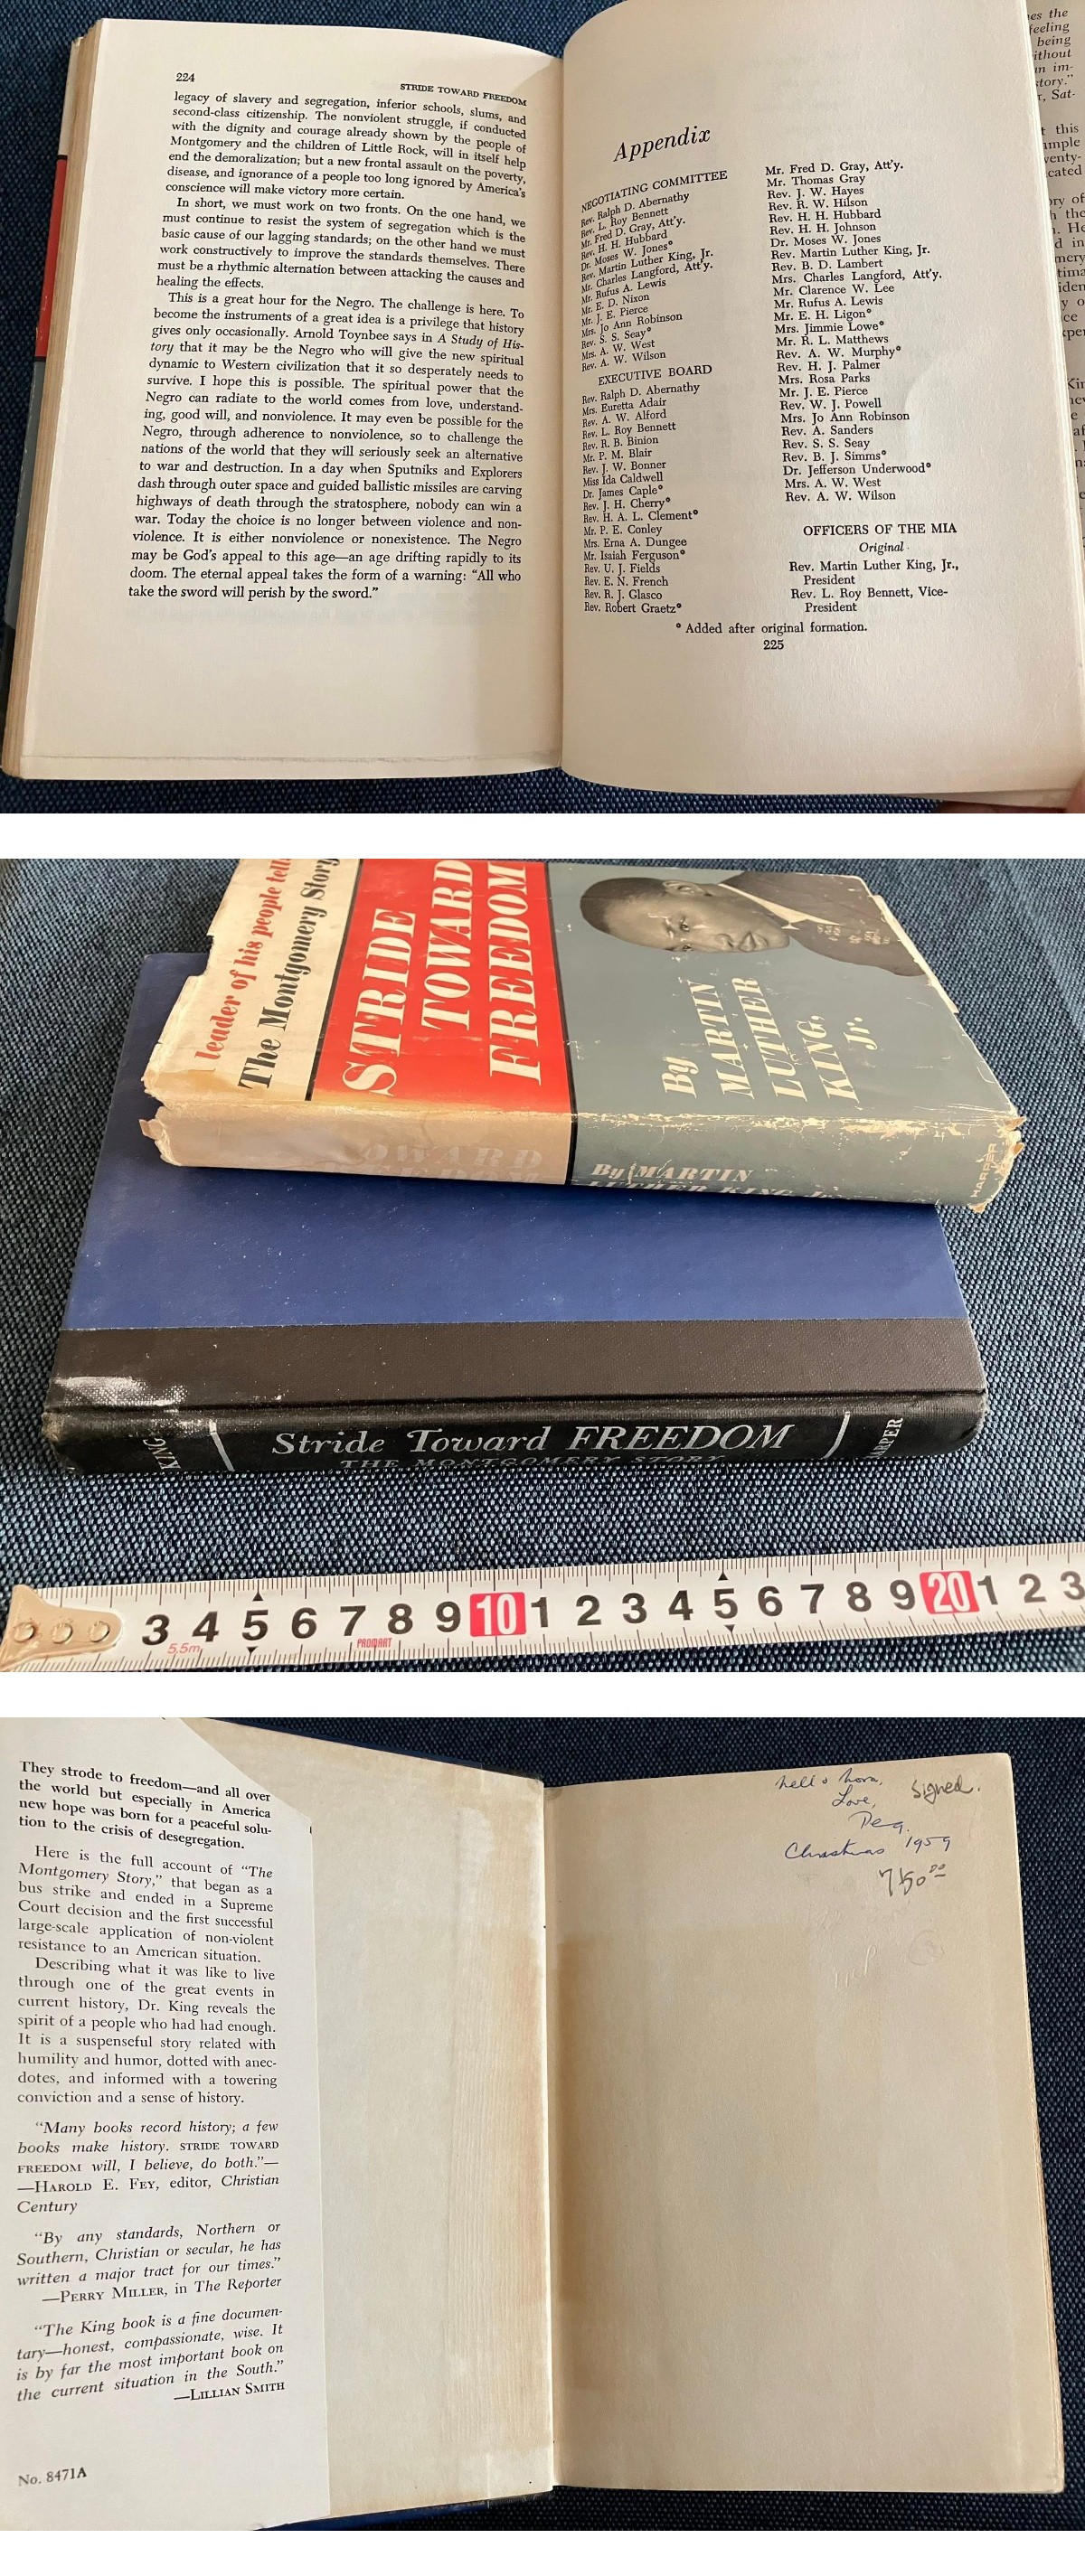 224
STRIDE TOWARD FREEDOM
legacy of slavery and segregation, inferior schools, slums, and
second-class citizenship. The nonviolent struggle, if conducted
with the dignity and courage already shown by the people of
Montgomery and the children of Little Rock, will in itself help
end the demoralization; but a new frontal assault on the poverty,
disease, and ignorance of a people too long ignored by America's
conscience will make victory more certain.
In short, we must work on two fronts. On the one hand, we
must continue to resist the system of segregation which is the
basic cause of our lagging standards; on the other hand we must
work constructively to improve the standards themselves. There
must be a rhythmic alternation between attacking the causes and
healing the effects.
This is a great hour for the Negro. The challenge is here. To
become the instruments of a great idea is a privilege that history
gives only occasionally. Arnold Toynbee says in A Study of His-
tory that it may be the Negro who will give the new spiritual
dynamic to Western civilization that it so desperately needs to
survive. I hope this is possible. The spiritual power that the
Negro can radiate to the world comes from love, understand-
ing, good will, and nonviolence. It may even be possible for the
Negro, through adherence to nonviolence, so to challenge the
nations of the world that they will seriously seek an alternative
to war and destruction. In a day when Sputniks and Explorers
dash through outer space and guided ballistic missiles are carving
highways of death through the stratosphere, nobody can win a
war. Today the choice is no longer between violence and non-
violence. It is either nonviolence or nonexistence. The Negro
may be God's appeal to this age—an age drifting rapidly to its
doom. The eternal appeal takes the form of a warning: "All who
take the sword will perish by the sword."
Appendix
NEGOTIATING COMMITTEE
Rev. Ralph D. Abernathy
Rev. L. Roy Bennett
Mr. Fred D. Gray, Att'y.
Rev. H. H. Hubbard
Dr. Moses W. Jones*
Rev. Martin Luther King, Jr.
Mr. Charles Langford, Att'y.
Mr. Rufus A. Lewis
Mr. E. D. Nixon
Mr. J. E. Pierce
Mrs. Jo Ann Robinson
Rev. S. S. Seay*
Mrs. A. W. West
Rev. A. W. Wilson
EXECUTIVE BOARD
Rev. Ralph D. Abernathy
Mrs. Euretta Adair
Rev. A. W. Alford
Rev. L. Roy Bennett
Rev. R. B. Binion
Mr. P. M. Blair
Rev. J. W. Bonner
Miss Ida Caldwell
Dr. James Caple*
Rev. J. H. Cherry*
Rev. H. A. L. Clement*
Mr. P. E. Conley
Mrs. Erna A. Dungee
Mr. Isaiah Ferguson*
Rev. U. J. Fields
Rev. E. N. French
Rev. R. J. Glasco
Rev. Robert Graetz*
Mr. Fred D. Gray, Att'y.
Mr. Thomas Gray
Rev. J. W. Hayes
Rev. R. W. Hilson
Rev. H. H. Hubbard
Rev. H. H. Johnson
Dr. Moses W. Jones
Rev. Martin Luther King, Jr.
Rev. B. D. Lambert
Mrs. Charles Langford, Att'y.
Mr. Clarence W. Lee
Mr. Rufus A. Lewis
Mr. E. H. Ligon*
Mrs. Jimmie Lowe*
Mr. R. L. Matthews
Rev. A. W. Murphy*
Rev. H. J. Palmer
Mrs. Rosa Parks
Mr. J. E. Pierce
Rev. W. J. Powell
Mrs. Jo Ann Robinson
Rev. A. Sanders
Rev. S. S. Seay
Rev. B. J. Simms*
Dr. Jefferson Underwood*
Mrs. A. W. West
Rev. A. W. Wilson
OFFICERS OF THE MIA
Original
Rev. Martin Luther King, Jr.,
President
Rev. L. Roy Bennett, Vice-
President
* Added after original formation.
225
leader of his people tell
The Montgomery Story
STRIDE
TOWARD
FREEDOM
By
MARTIN
LUTHER
KING,
Jr.
OWARD
By MARTIN
LUTHER KING, Jr.
HARPER
KING
Stride Toward FREEDOM
THE MONTGOMERY STORY
HARPER
3 4 5 6 7 8 9 10 1 2 3 4 5 6 7 8 9 20 1 2 3
5.5m
PROMART
They strode to freedom—and all over
the world but especially in America
new hope was born for a peaceful solu-
tion to the crisis of desegregation.
Here is the full account of "The
Montgomery Story," that began as a
bus strike and ended in a Supreme
Court decision and the first successful
large-scale application of non-violent
resistance to an American situation.
Describing what it was like to live
through one of the great events in
current history, Dr. King reveals the
spirit of a people who had had enough.
It is a suspenseful story related with
humility and humor, dotted with anec-
dotes, and informed with a towering
conviction and a sense of history.
"Many books record history; a few
books make history. STRIDE TOWARD
FREEDOM will, I believe, do both."—
—HAROLD E. FEY, editor, Christian
Century
"By any standards, Northern or
Southern, Christian or secular, he has
written a major tract for our times."
—PERRY MILLER, in The Reporter
"The King book is a fine documen-
tary—honest, compassionate, wise. It
is by far the most important book on
the current situation in the South."
—LILLIAN SMITH
No. 8471A
Love,
Peg.
Christmas 1959
signed.
750.00